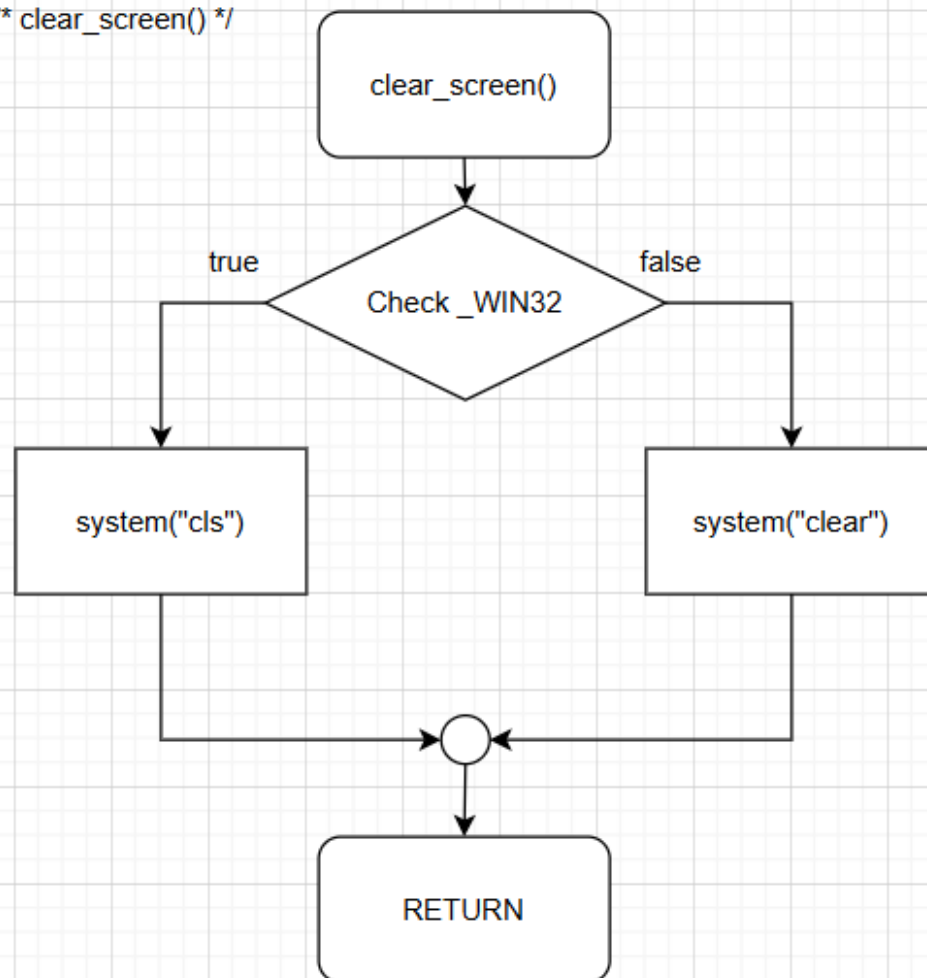 /* clear_screen() */
clear_screen()
true
false
Check _WIN32
system("cls")
system("clear")
RETURN